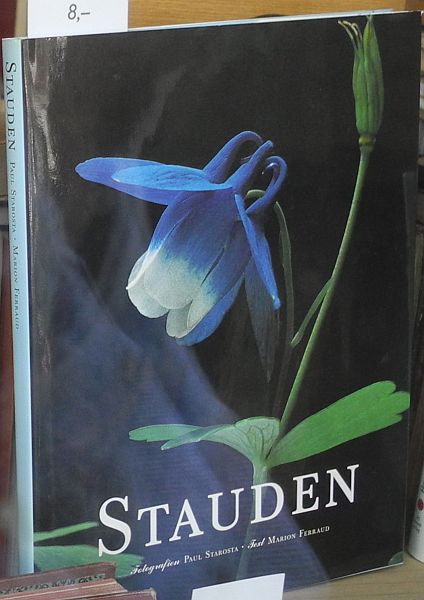 8,–
STAUDEN PAUL STAROSTA · MARION FERRAUD
STAUDEN
Fotografien PAUL STAROSTA · Text MARION FERRAUD